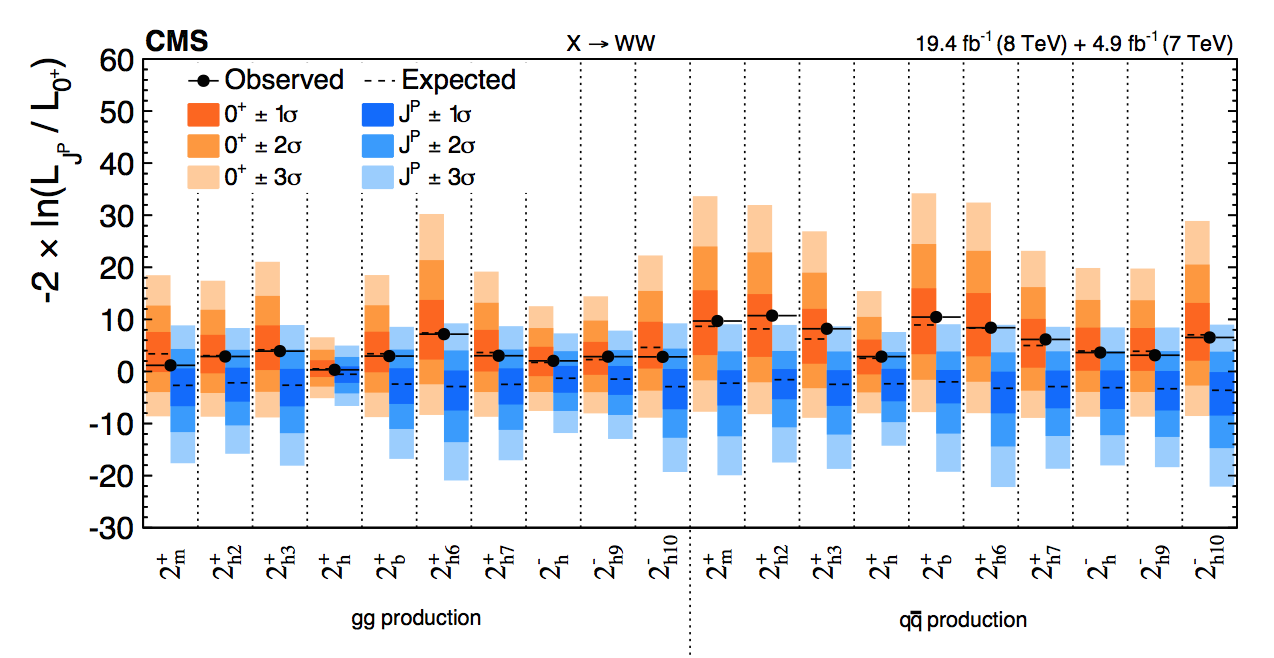 CMS X → WW 19.4 fb⁻¹ (8 TeV) + 4.9 fb⁻¹ (7 TeV)
-2 × ln(L_J^P / L_0⁺)
60
50
40
30
20
10
0
-10
-20
-30
Observed Expected
0⁺ ± 1σ J^P ± 1σ
0⁺ ± 2σ J^P ± 2σ
0⁺ ± 3σ J^P ± 3σ
2⁺m 2⁺h2 2⁺h3 2⁺h 2⁺b 2⁺h6 2⁺h7 2⁻h 2⁻h9 2⁻h10 2⁺m 2⁺h2 2⁺h3 2⁺h 2⁺b 2⁺h6 2⁺h7 2⁻h 2⁻h9 2⁻h10
gg production qq̅ production